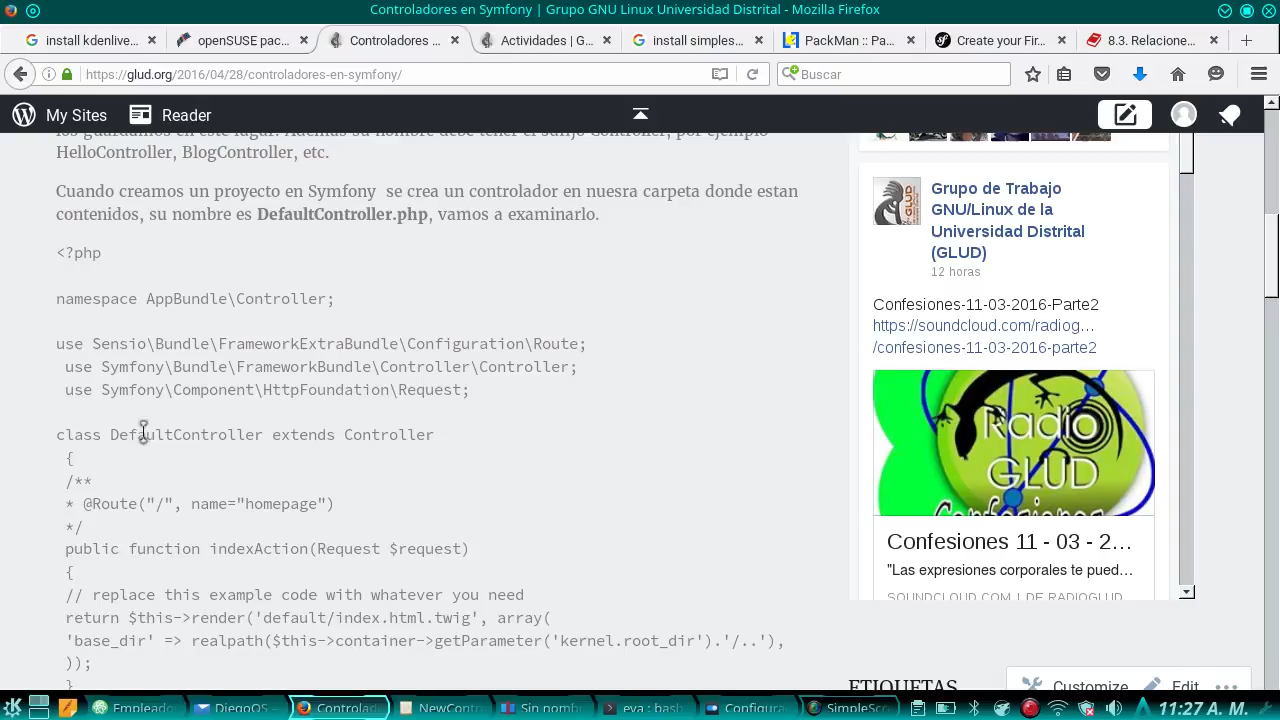 Controladores en Symfony | Grupo GNU Linux Universidad Distrital - Mozilla Firefox
install kdenlive...
openSUSE pac...
Controladores ...
Actividades | G...
install simples...
PackMan :: Pa...
Create your Fir...
8.3. Relacione...
https://glud.org/2016/04/28/controladores-en-symfony/
Buscar
My Sites
Reader
HelloController, BlogController, etc.
Cuando creamos un proyecto en Symfony se crea un controlador en nuesra carpeta donde estan
contenidos, su nombre es DefaultController.php, vamos a examinarlo.
<?php
namespace AppBundle\Controller;
use Sensio\Bundle\FrameworkExtraBundle\Configuration\Route;
use Symfony\Bundle\FrameworkBundle\Controller\Controller;
use Symfony\Component\HttpFoundation\Request;
class DefaultController extends Controller
{
/**
* @Route("/", name="homepage")
*/
public function indexAction(Request $request)
{
// replace this example code with whatever you need
return $this->render('default/index.html.twig', array(
'base_dir' => realpath($this->container->getParameter('kernel.root_dir').'/..'),
));
}
Grupo de Trabajo
GNU/Linux de la
Universidad Distrital
(GLUD)
12 horas
Confesiones-11-03-2016-Parte2
https://soundcloud.com/radiog...
/confesiones-11-03-2016-parte2
Radio
GLUD
Confesiones
Confesiones 11 - 03 - 2...
"Las expresiones corporales te pued...
SOUNDCLOUD.COM | DE RADIOGLUD
ETIQUETAS
Customize
Edit
Empleado
DiegoOS –
Controlad
NewContr
Sin nombr
eva : bash
Configura
SimpleScr
11:27 A. M.